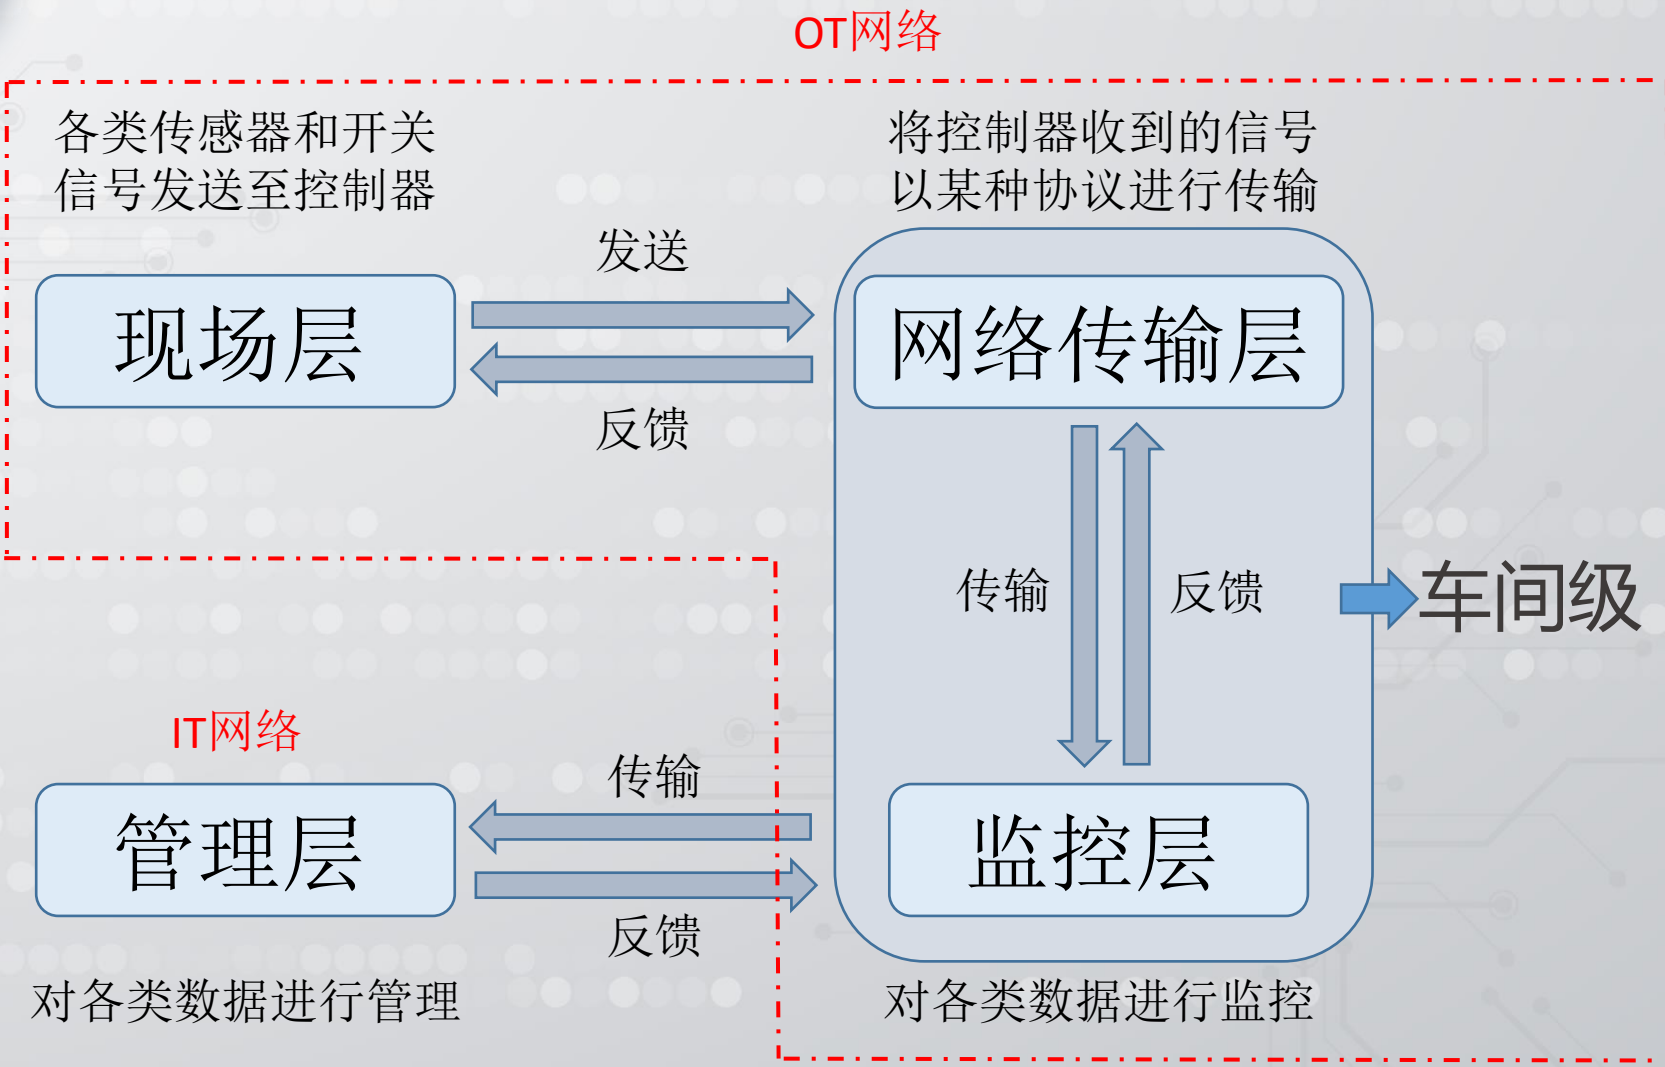 OT网络
各类传感器和开关
信号发送至控制器
将控制器收到的信号
以某种协议进行传输
发送
现场层
网络传输层
反馈
传输
反馈
车间级
IT网络
传输
管理层
监控层
反馈
对各类数据进行管理
对各类数据进行监控